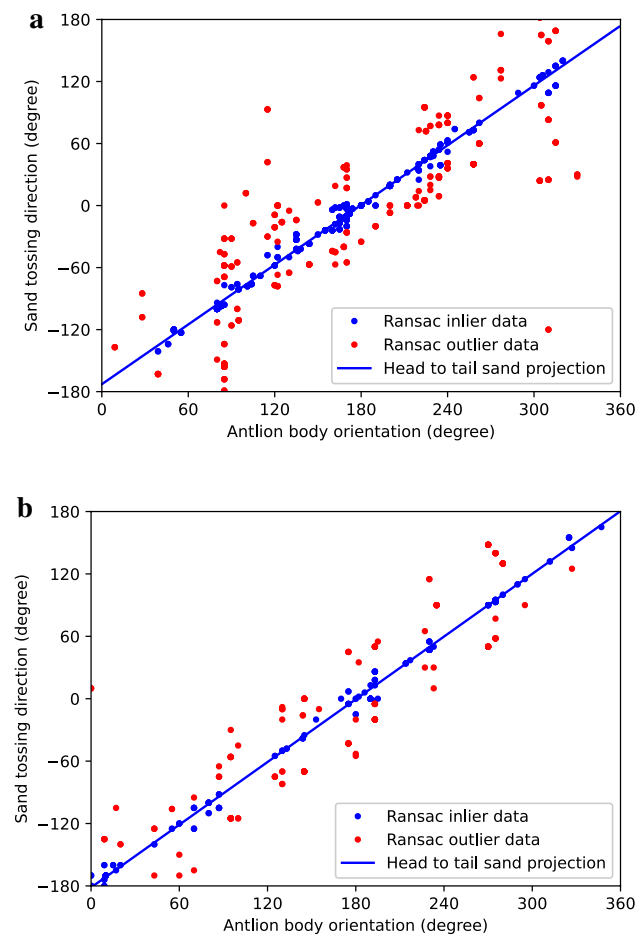 a
180
120
60
0
−60
−120
−180
Sand tossing direction (degree)
Ransac inlier data
Ransac outlier data
Head to tail sand projection
0 60 120 180 240 300 360
Antlion body orientation (degree)
b
180
120
60
0
−60
−120
−180
Sand tossing direction (degree)
Ransac inlier data
Ransac outlier data
Head to tail sand projection
0 60 120 180 240 300 360
Antlion body orientation (degree)